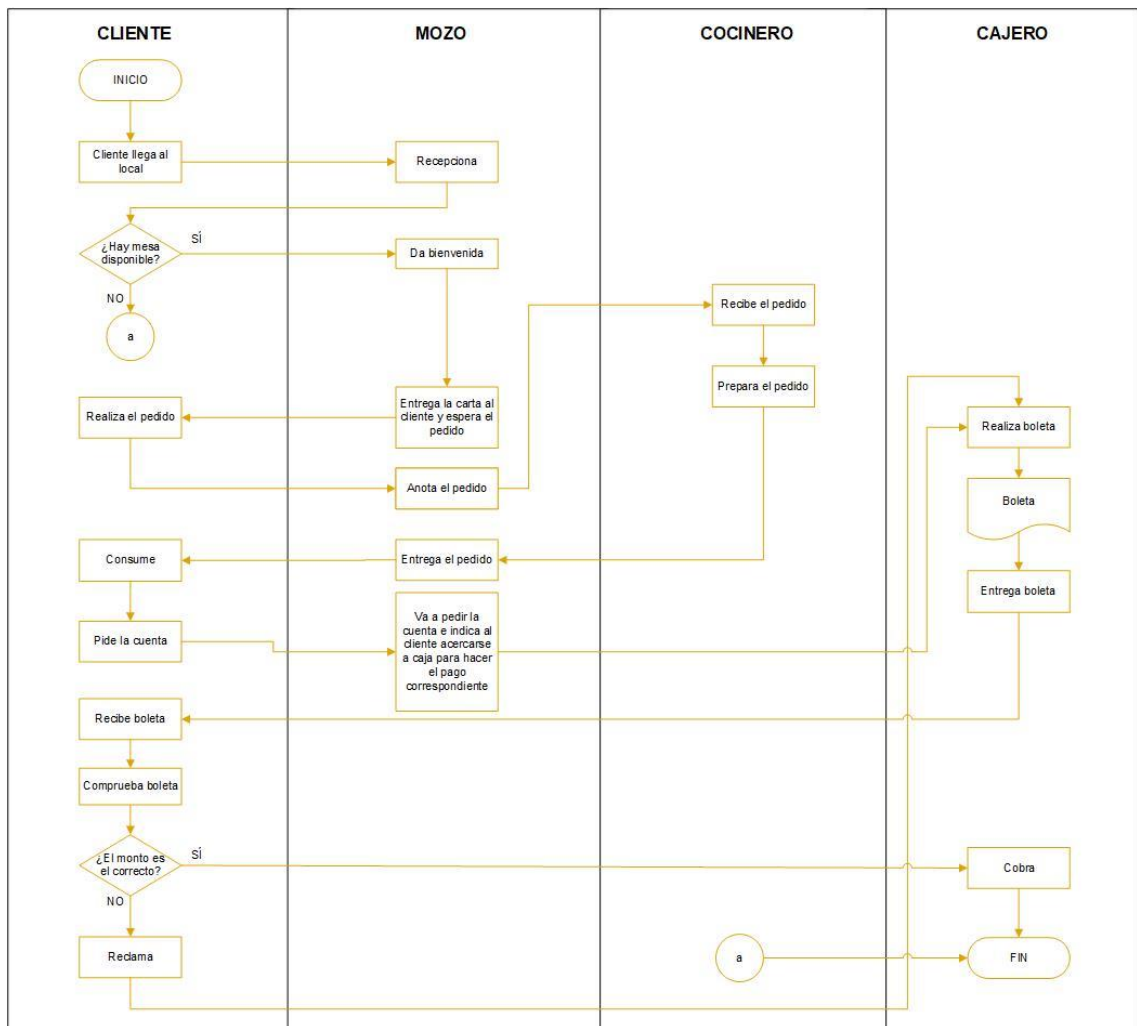 CLIENTE
MOZO
COCINERO
CAJERO
INICIO
Cliente llega al
local
Recepciona
¿Hay mesa
disponible?
SÍ
NO
a
Da bienvenida
Recibe el pedido
Prepara el pedido
Entrega la carta al
cliente y espera el
pedido
Realiza el pedido
Anota el pedido
Realiza boleta
Boleta
Entrega boleta
Entrega el pedido
Consume
Pide la cuenta
Va a pedir la
cuenta e indica al
cliente acercarse
a caja para hacer
el pago
correspondiente
Recibe boleta
Comprueba boleta
¿El monto es
el correcto?
SÍ
NO
Cobra
Reclama
a
FIN